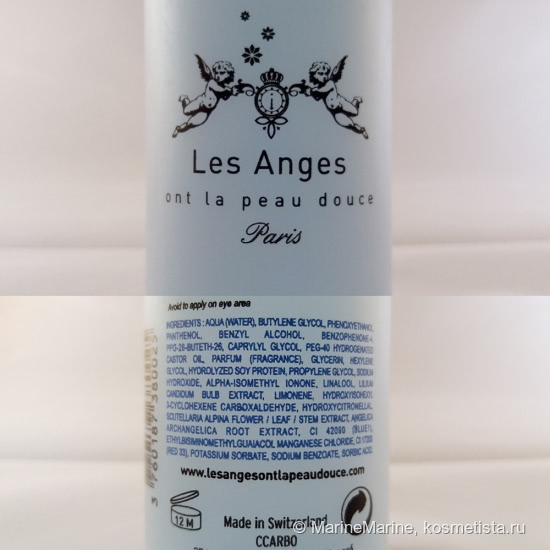 Les Anges
ont la peau douce
Paris
Avoid to apply on eye area
INGREDIENTS : AQUA (WATER), BUTYLENE GLYCOL, PHENOXYETHANOL,
PANTHENOL, BENZYL ALCOHOL, BENZOPHENONE-4,
PPG-26-BUTETH-26, CAPRYLYL GLYCOL, PEG-40 HYDROGENATED
CASTOR OIL, PARFUM (FRAGRANCE), GLYCERIN, HEXYLENE
GLYCOL, HYDROLYZED SOY PROTEIN, PROPYLENE GLYCOL, SODIUM
HYDROXIDE, ALPHA-ISOMETHYL IONONE, LINALOOL, LILIUM
CANDIDUM BULB EXTRACT, LIMONENE, HYDROXYISOHEXYL
3-CYCLOHEXENE CARBOXALDEHYDE, HYDROXYCITRONELLAL,
SCUTELLARIA ALPINA FLOWER / LEAF / STEM EXTRACT, ANGELICA
ARCHANGELICA ROOT EXTRACT, CI 42090 (BLUE1),
ETHYLBISIMINOMETHYLGUAIACOL MANGANESE CHLORIDE, CI 17200
(RED 33), POTASSIUM SORBATE, SODIUM BENZOATE, SORBIC ACID.
www.lesangesontlapeaudouce.com
12 M
Made in Switzerland
CCARBO
© MarineMarine, kosmetista.ru